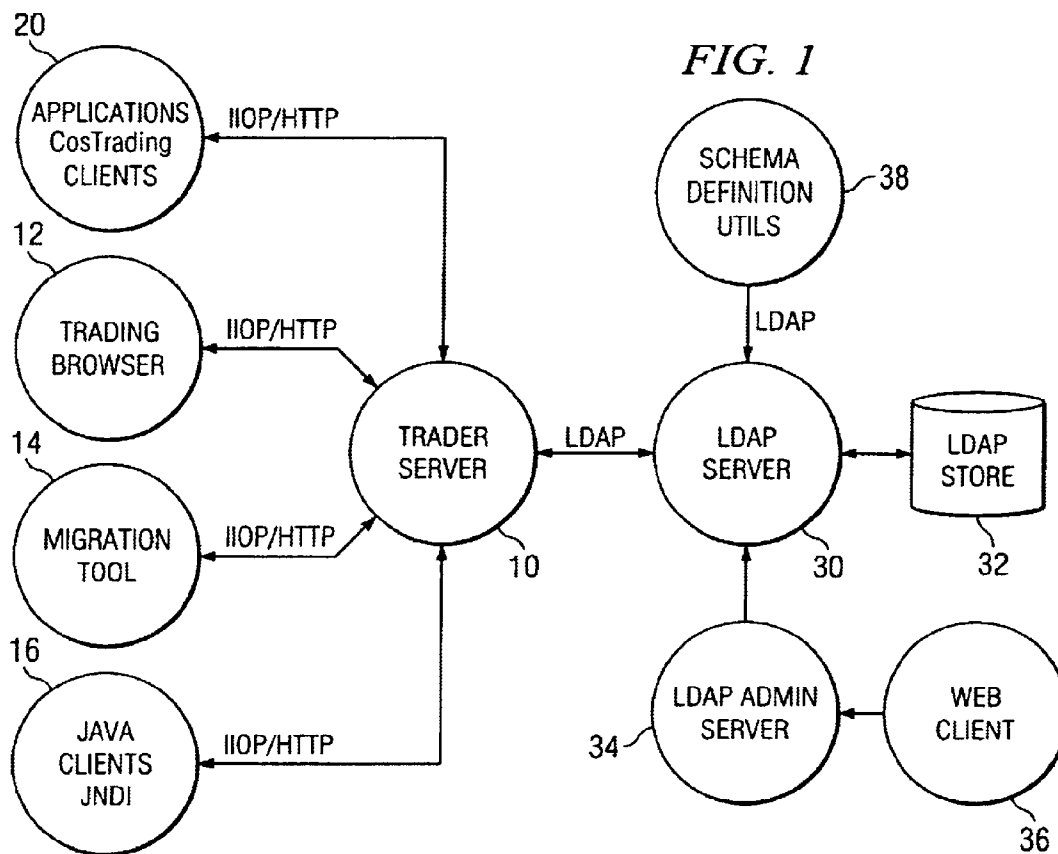 FIG. 1
20
APPLICATIONS
CosTrading
CLIENTS
IIOP/HTTP
12
TRADING
BROWSER
IIOP/HTTP
14
MIGRATION
TOOL
IIOP/HTTP
16
JAVA
CLIENTS
JNDI
IIOP/HTTP
TRADER
SERVER
10
LDAP
SCHEMA
DEFINITION
UTILS
38
LDAP
LDAP
SERVER
30
LDAP
STORE
32
LDAP ADMIN
SERVER
34
WEB
CLIENT
36